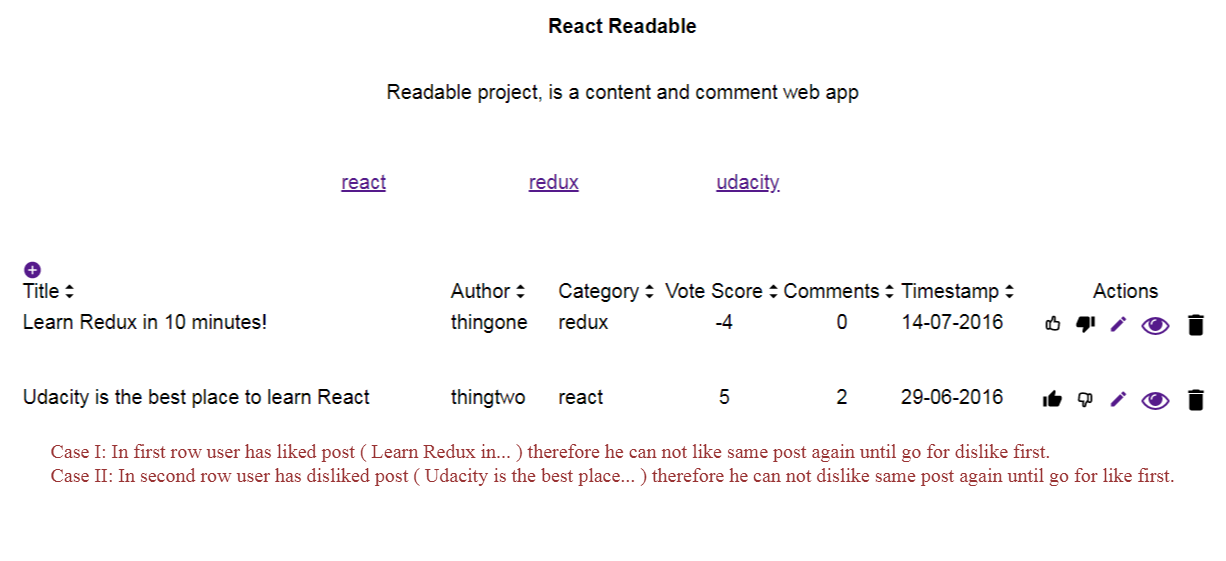 React Readable
Readable project, is a content and comment web app
react redux udacity
Title Author Category Vote Score Comments Timestamp Actions
Learn Redux in 10 minutes! thingone redux -4 0 14-07-2016
Udacity is the best place to learn React thingtwo react 5 2 29-06-2016
Case I: In first row user has liked post ( Learn Redux in... ) therefore he can not like same post again until go for dislike first.
Case II: In second row user has disliked post ( Udacity is the best place... ) therefore he can not dislike same post again until go for like first.